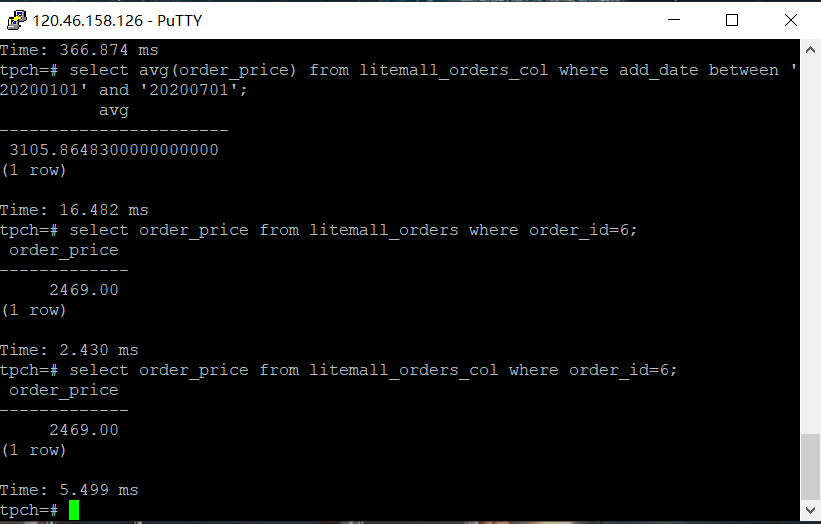 120.46.158.126 - PuTTY
Time: 366.874 ms
tpch=# select avg(order_price) from litemall_orders_col where add_date between '
20200101' and '20200701';
          avg
-----------------------
 3105.8648300000000000
(1 row)
Time: 16.482 ms
tpch=# select order_price from litemall_orders where order_id=6;
 order_price
-------------
     2469.00
(1 row)
Time: 2.430 ms
tpch=# select order_price from litemall_orders_col where order_id=6;
 order_price
-------------
     2469.00
(1 row)
Time: 5.499 ms
tpch=#